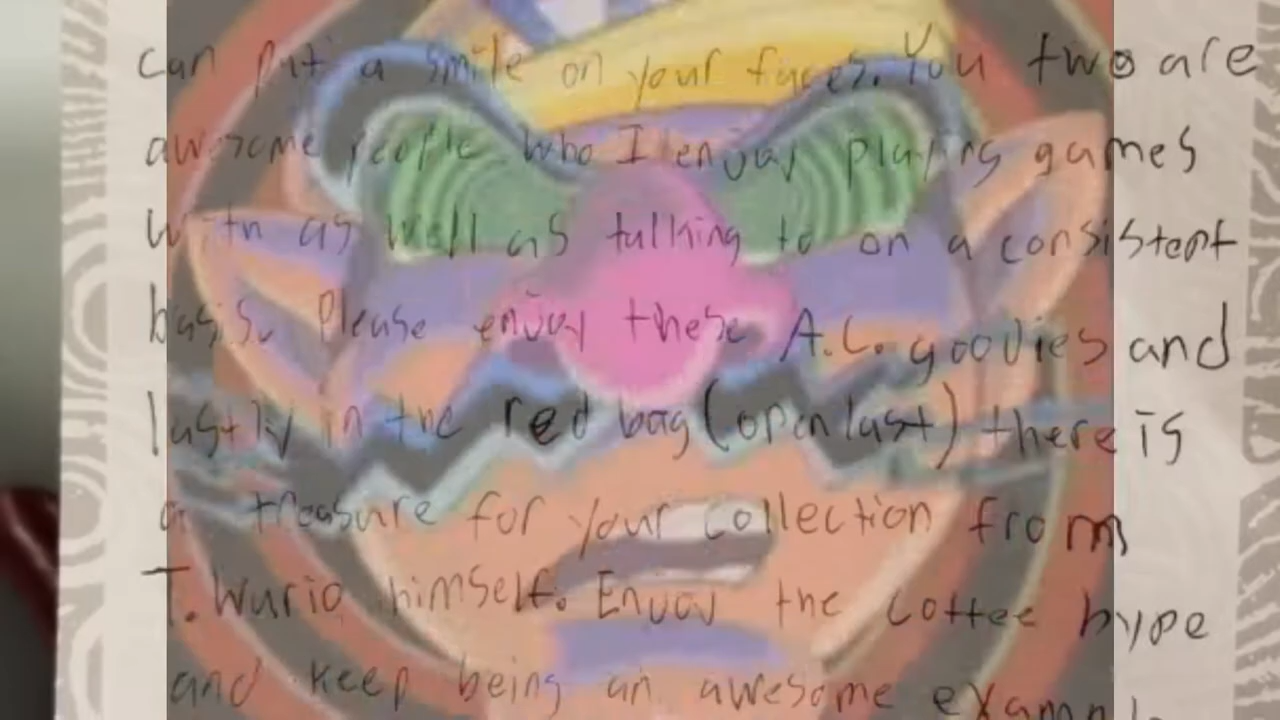 can put a smile on your faces. You two are
awesome people who I enjoy playing games
with as well as talking to on a consistent
basis. Please enjoy these A.C. goodies and
lastly in the red bag (open last) there is
a treasure for your collection from
T. Wario himself. Enjoy the coffee hype
and keep being an awesome